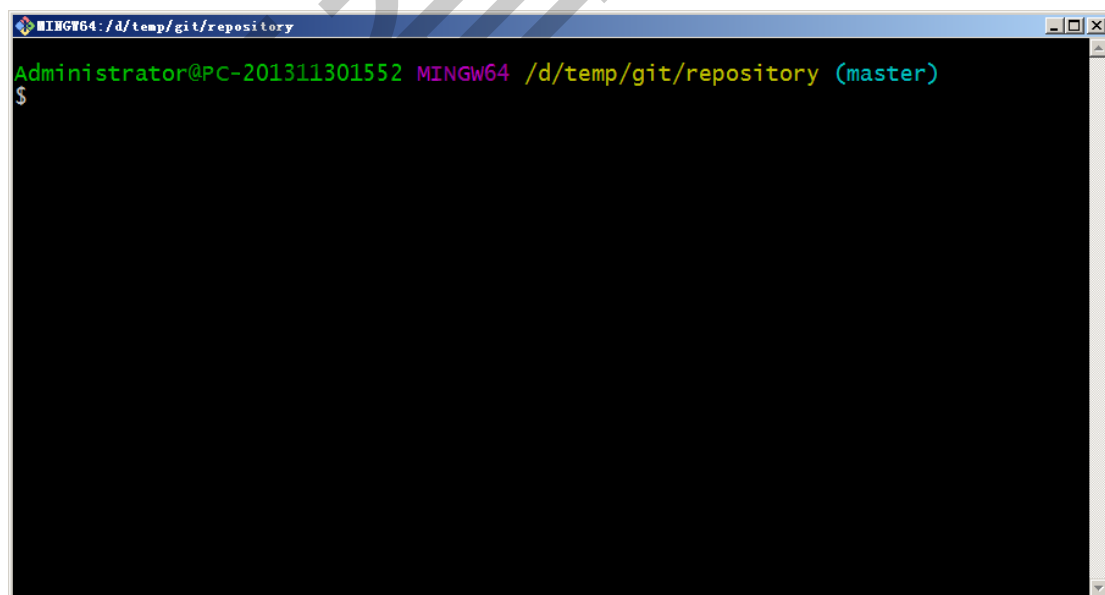 MINGW64:/d/temp/git/repository
Administrator@PC-201311301552 MINGW64 /d/temp/git/repository (master)
$